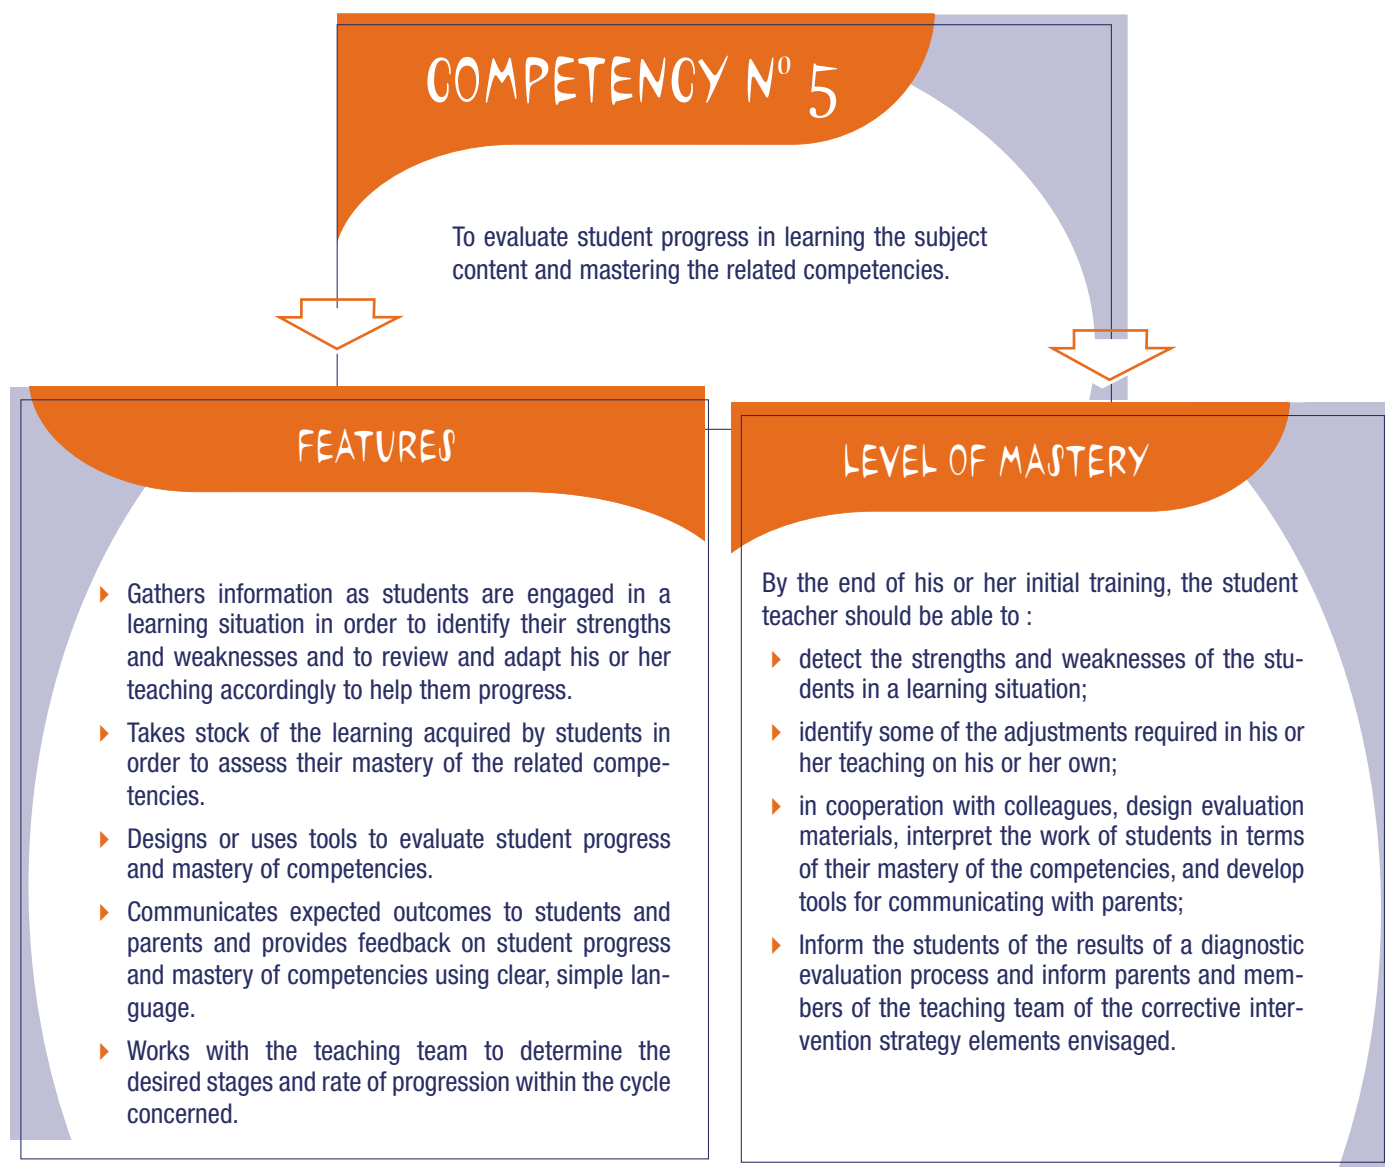 COMPETENCY Nº 5
To evaluate student progress in learning the subject
content and mastering the related competencies.
FEATURES
Gathers information as students are engaged in a
learning situation in order to identify their strengths
and weaknesses and to review and adapt his or her
teaching accordingly to help them progress.
Takes stock of the learning acquired by students in
order to assess their mastery of the related compe-
tencies.
Designs or uses tools to evaluate student progress
and mastery of competencies.
Communicates expected outcomes to students and
parents and provides feedback on student progress
and mastery of competencies using clear, simple lan-
guage.
Works with the teaching team to determine the
desired stages and rate of progression within the cycle
concerned.
LEVEL OF MASTERY
By the end of his or her initial training, the student
teacher should be able to :
detect the strengths and weaknesses of the stu-
dents in a learning situation;
identify some of the adjustments required in his or
her teaching on his or her own;
in cooperation with colleagues, design evaluation
materials, interpret the work of students in terms
of their mastery of the competencies, and develop
tools for communicating with parents;
Inform the students of the results of a diagnostic
evaluation process and inform parents and mem-
bers of the teaching team of the corrective inter-
vention strategy elements envisaged.